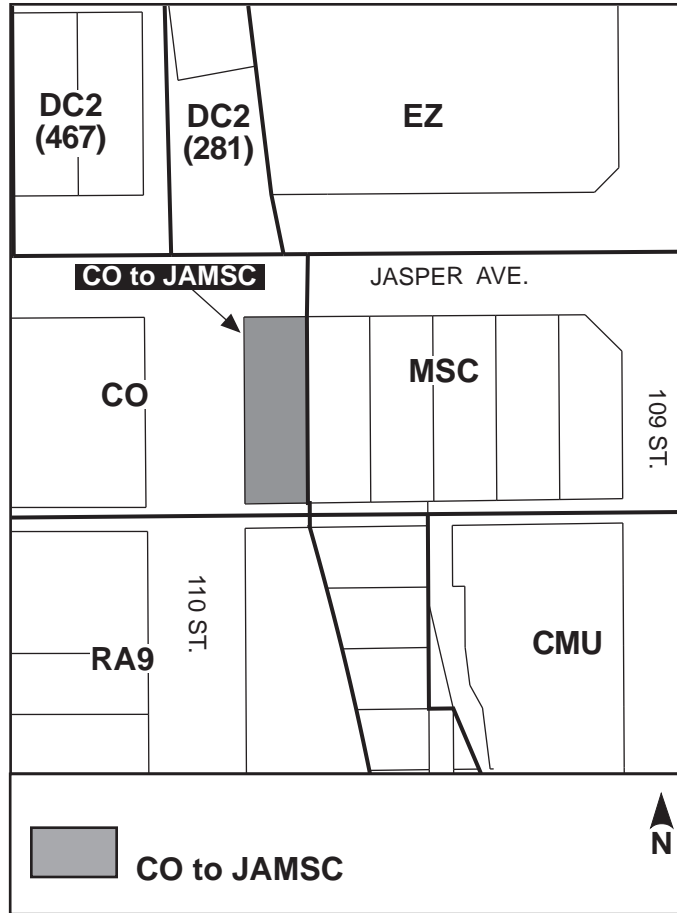 DC2
(467)
DC2
(281)
EZ
CO to JAMSC
JASPER AVE.
CO
MSC
109 ST.
110 ST.
RA9
CMU
N
CO to JAMSC